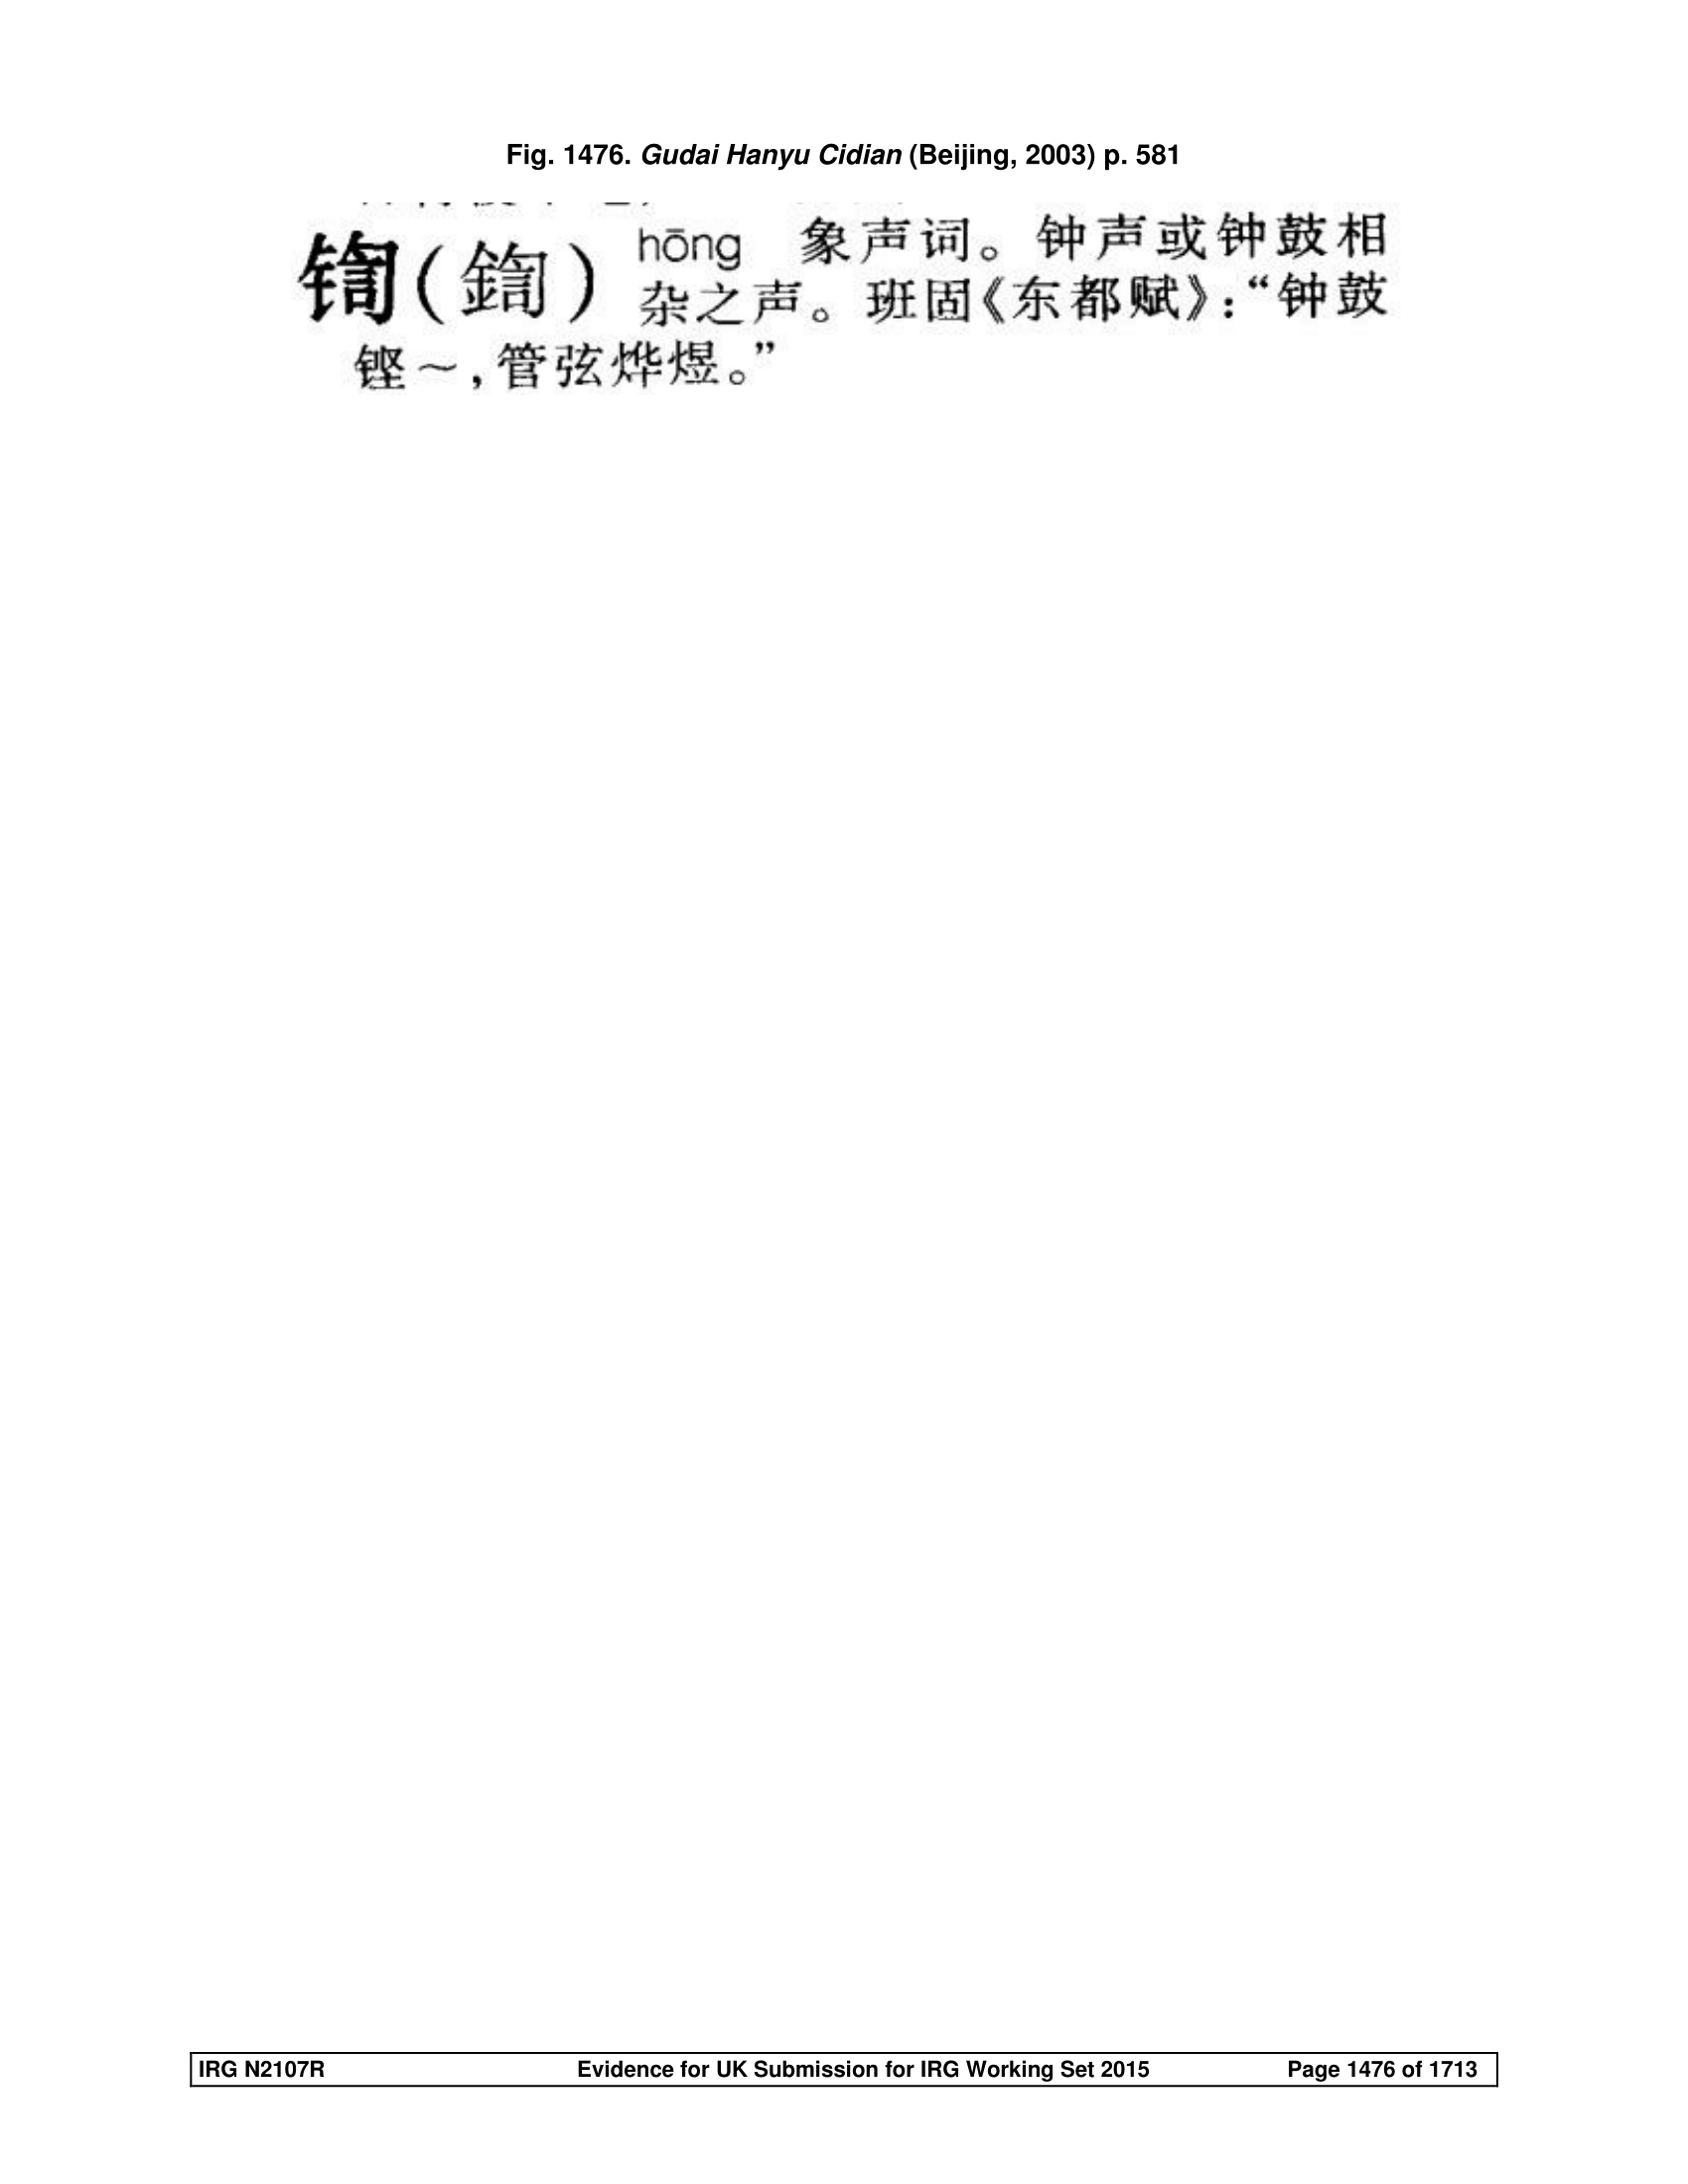 Fig. 1476. Gudai Hanyu Cidian (Beijing, 2003) p. 581
⿰钅訇(鍧) hōng 象声词。钟声或钟鼓相
杂之声。班固《东都赋》:“钟鼓
铿～,管弦烨煜。”
IRG N2107R Evidence for UK Submission for IRG Working Set 2015 Page 1476 of 1713